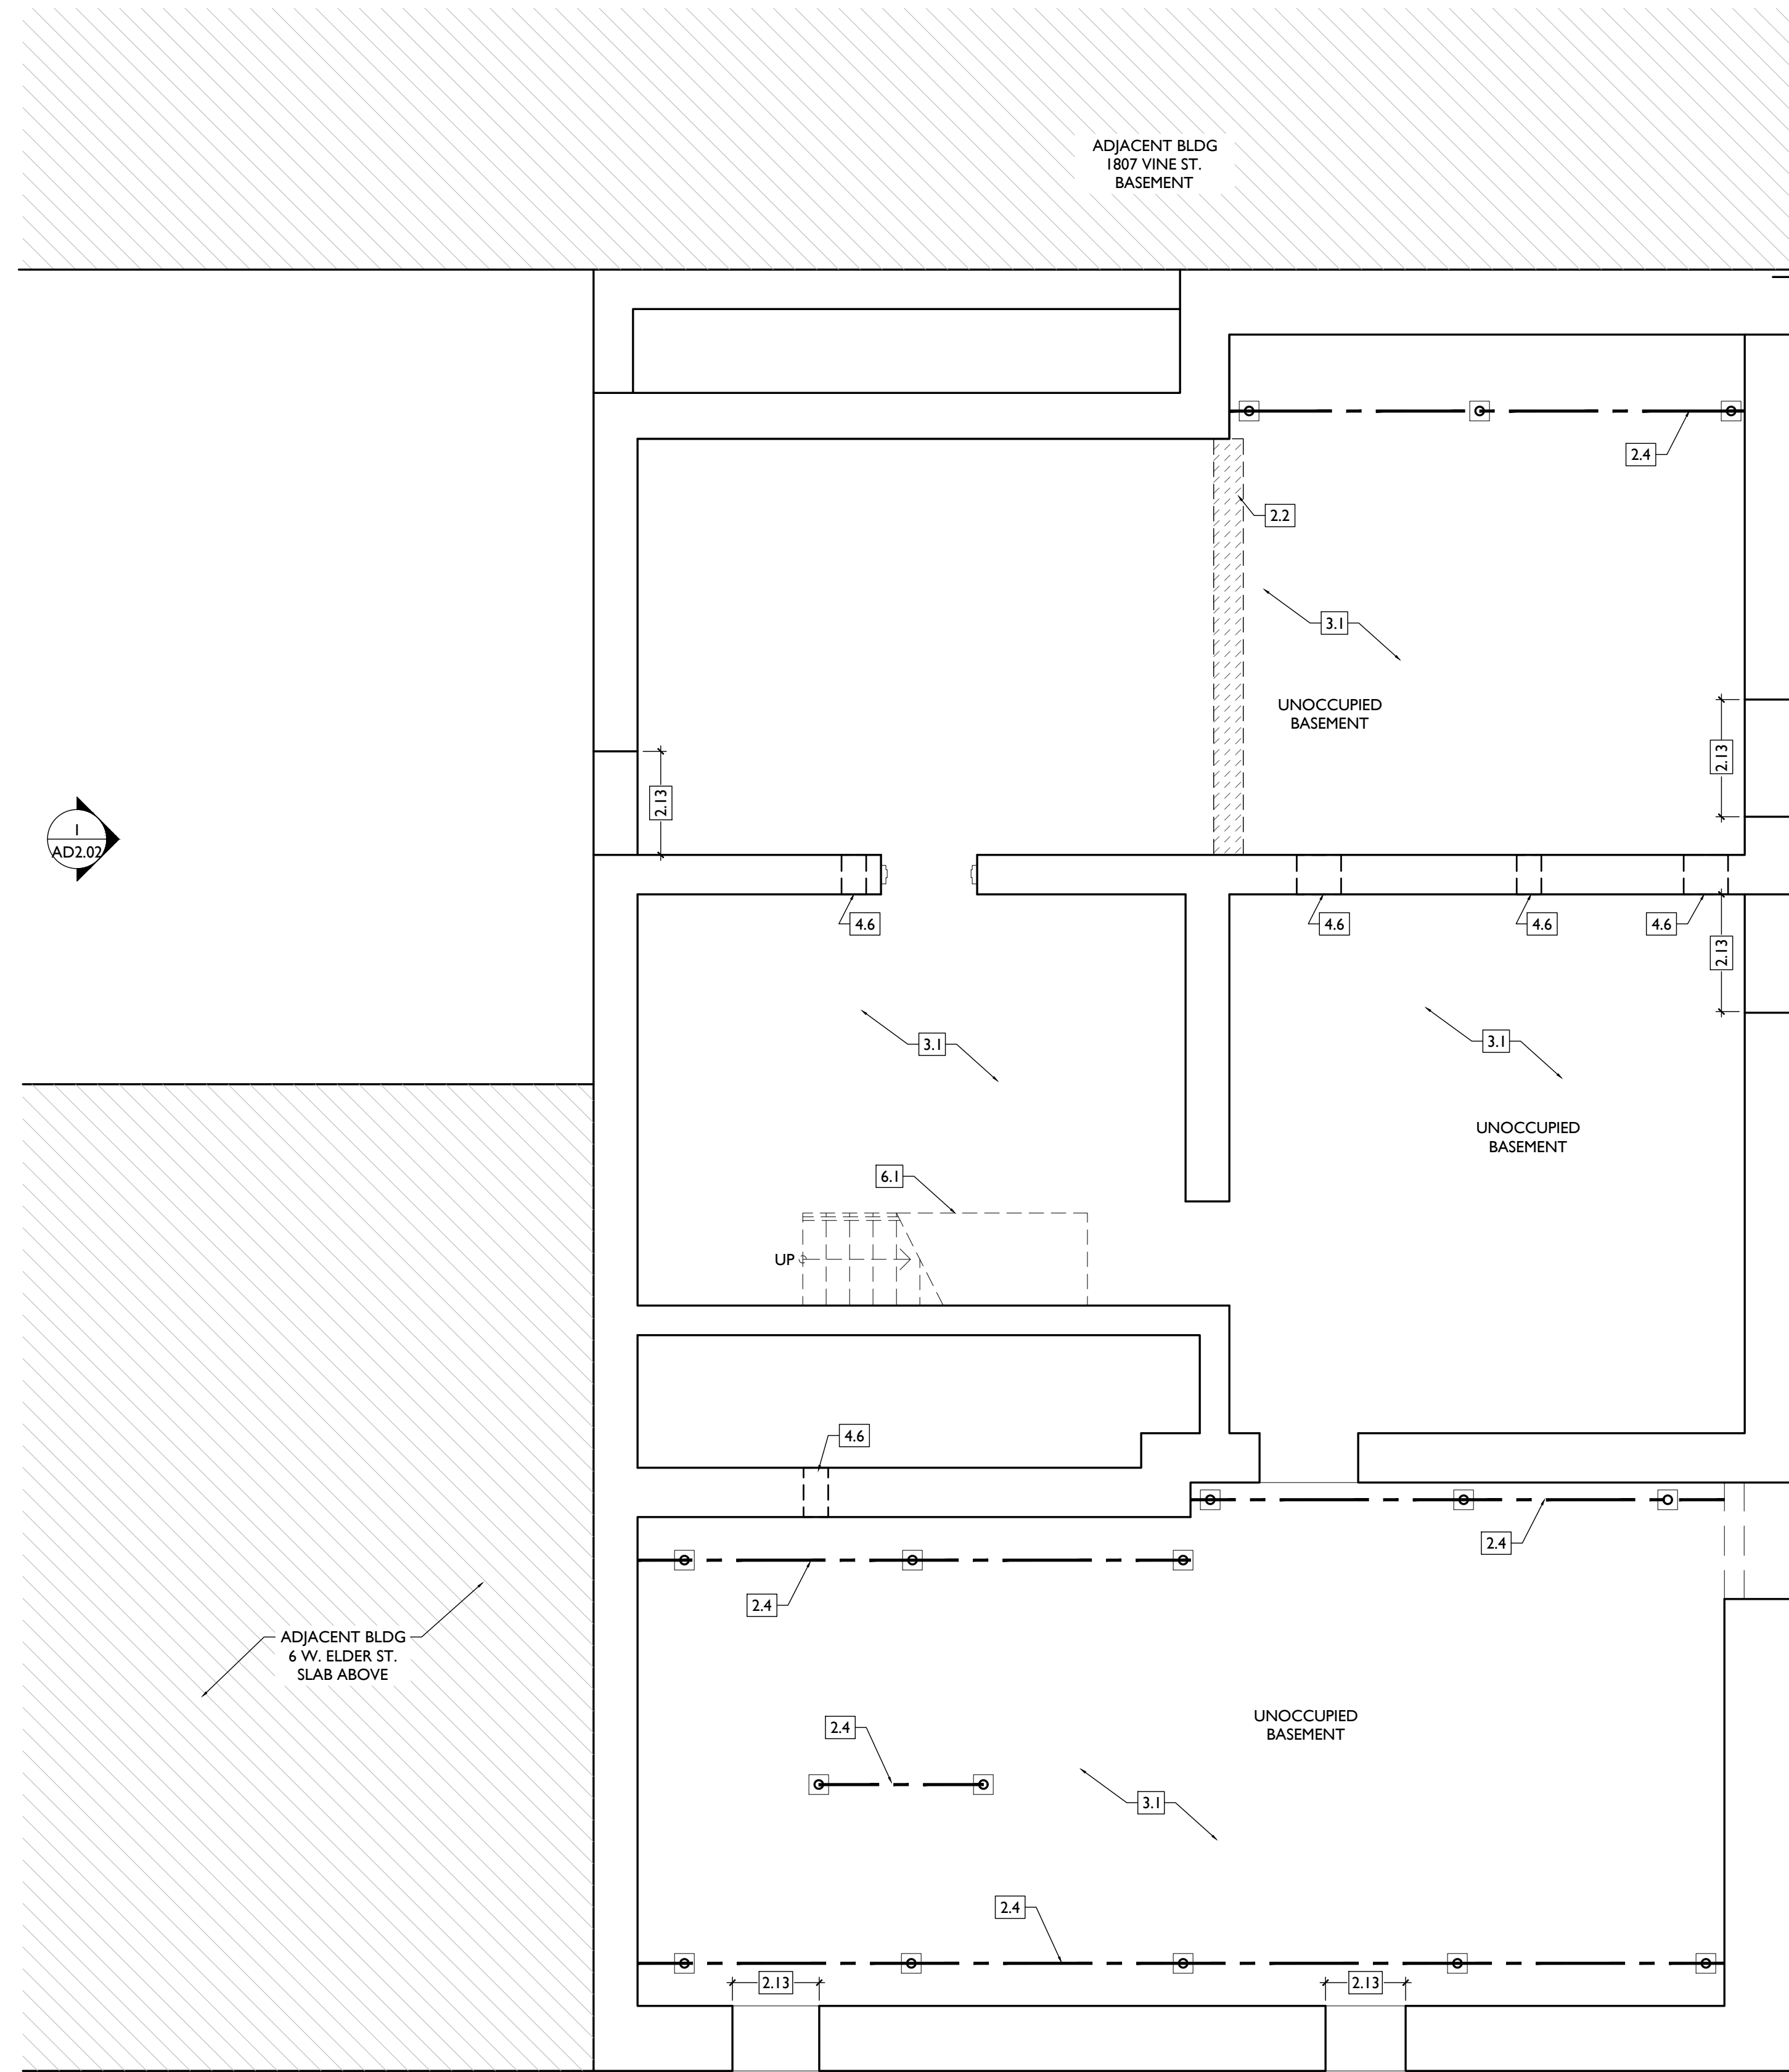 ADJACENT BLDG
1807 VINE ST.
BASEMENT
2.4
2.2
3.1
UNOCCUPIED
BASEMENT
2.13
2.13
1
AD2.02
4.6
4.6
4.6
4.6
2.13
3.1
3.1
UNOCCUPIED
BASEMENT
6.1
UP
4.6
2.4
2.4
ADJACENT BLDG
6 W. ELDER ST.
SLAB ABOVE
UNOCCUPIED
BASEMENT
2.4
3.1
2.4
2.13
2.13